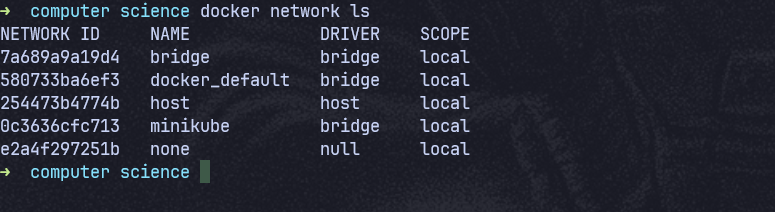 → computer science docker network ls
NETWORK ID NAME DRIVER SCOPE
7a689a9a19d4 bridge bridge local
580733ba6ef3 docker_default bridge local
254473b4774b host host local
0c3636cfc713 minikube bridge local
e2a4f297251b none null local
→ computer science